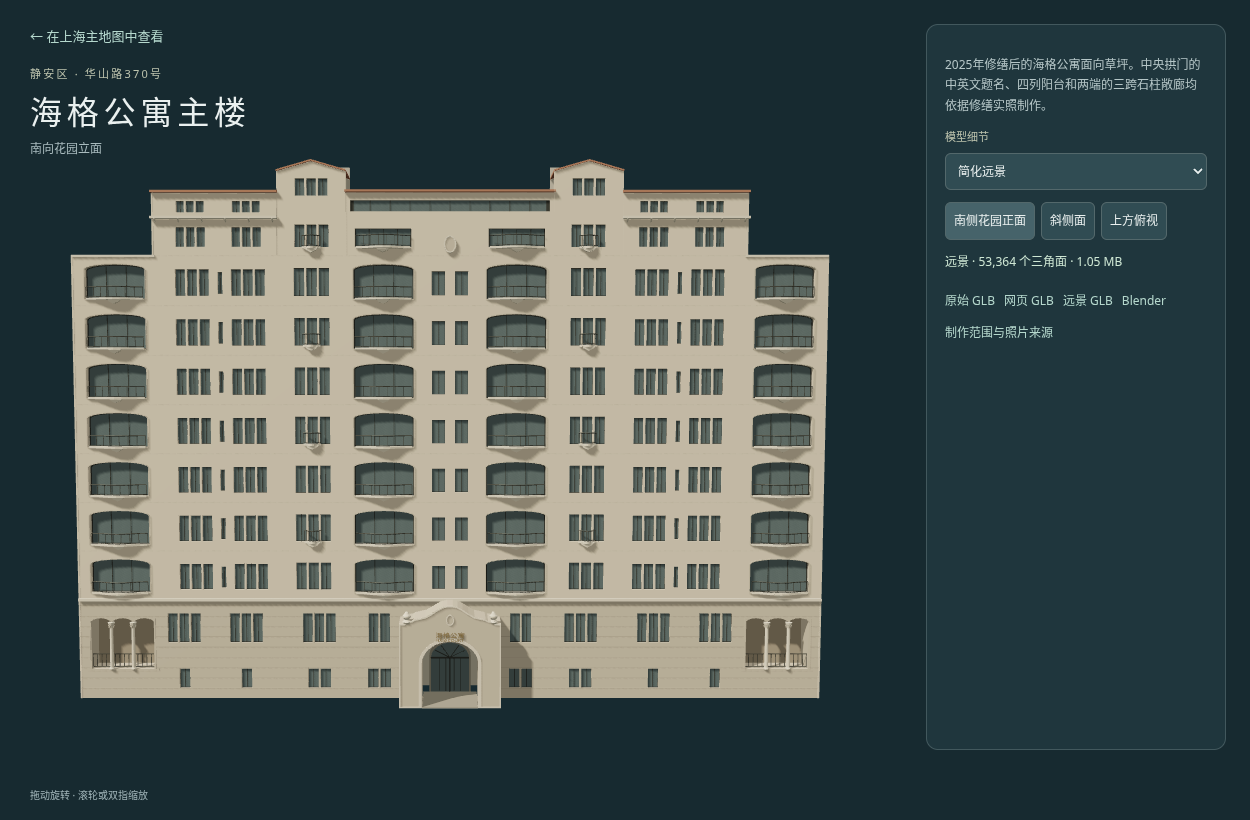 ← 在上海主地图中查看
静安区 · 华山路370号
海格公寓主楼
南向花园立面
海格公寓
拖动旋转 · 滚轮或双指缩放
2025年修缮后的海格公寓面向草坪。中央拱门的
中英文题名、四列阳台和两端的三跨石柱敞廊均
依据修缮实照制作。
模型细节
简化远景
南侧花园正面 斜侧面 上方俯视
远景 · 53,364 个三角面 · 1.05 MB
原始 GLB 网页 GLB 远景 GLB Blender
制作范围与照片来源